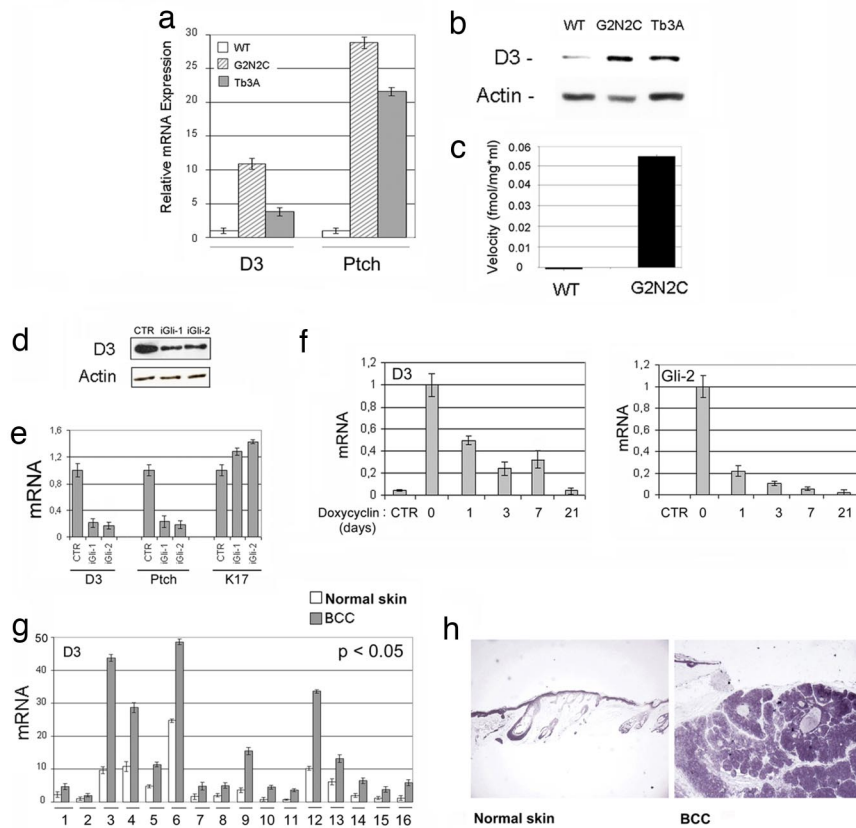 a
Relative mRNA Expression
35
30
25
20
15
10
5
0
WT
G2N2C
Tb3A
D3 Ptch
b
WT G2N2C Tb3A
D3 -
Actin -
c
Velocity (fmol/mg*ml)
0.06
0.05
0.04
0.03
0.02
0.01
0
WT G2N2C
d
CTR iGli-1 iGli-2
D3
Actin
e
mRNA
1,6
1,2
0,8
0,4
0
CTR iGli-1 iGli-2 CTR iGli-1 iGli-2 CTR iGli-1 iGli-2
D3 Ptch K17
f
D3
mRNA
1,2
1
0,8
0,6
0,4
0,2
0
Doxycyclin : CTR 0 1 3 7 21
(days)
Gli-2
mRNA
1,2
1
0,8
0,6
0,4
0,2
0
CTR 0 1 3 7 21
Normal skin
BCC
g
D3
p < 0.05
mRNA
50
40
30
20
10
0
1 2 3 4 5 6 7 8 9 10 11 12 13 14 15 16
h
Normal skin BCC